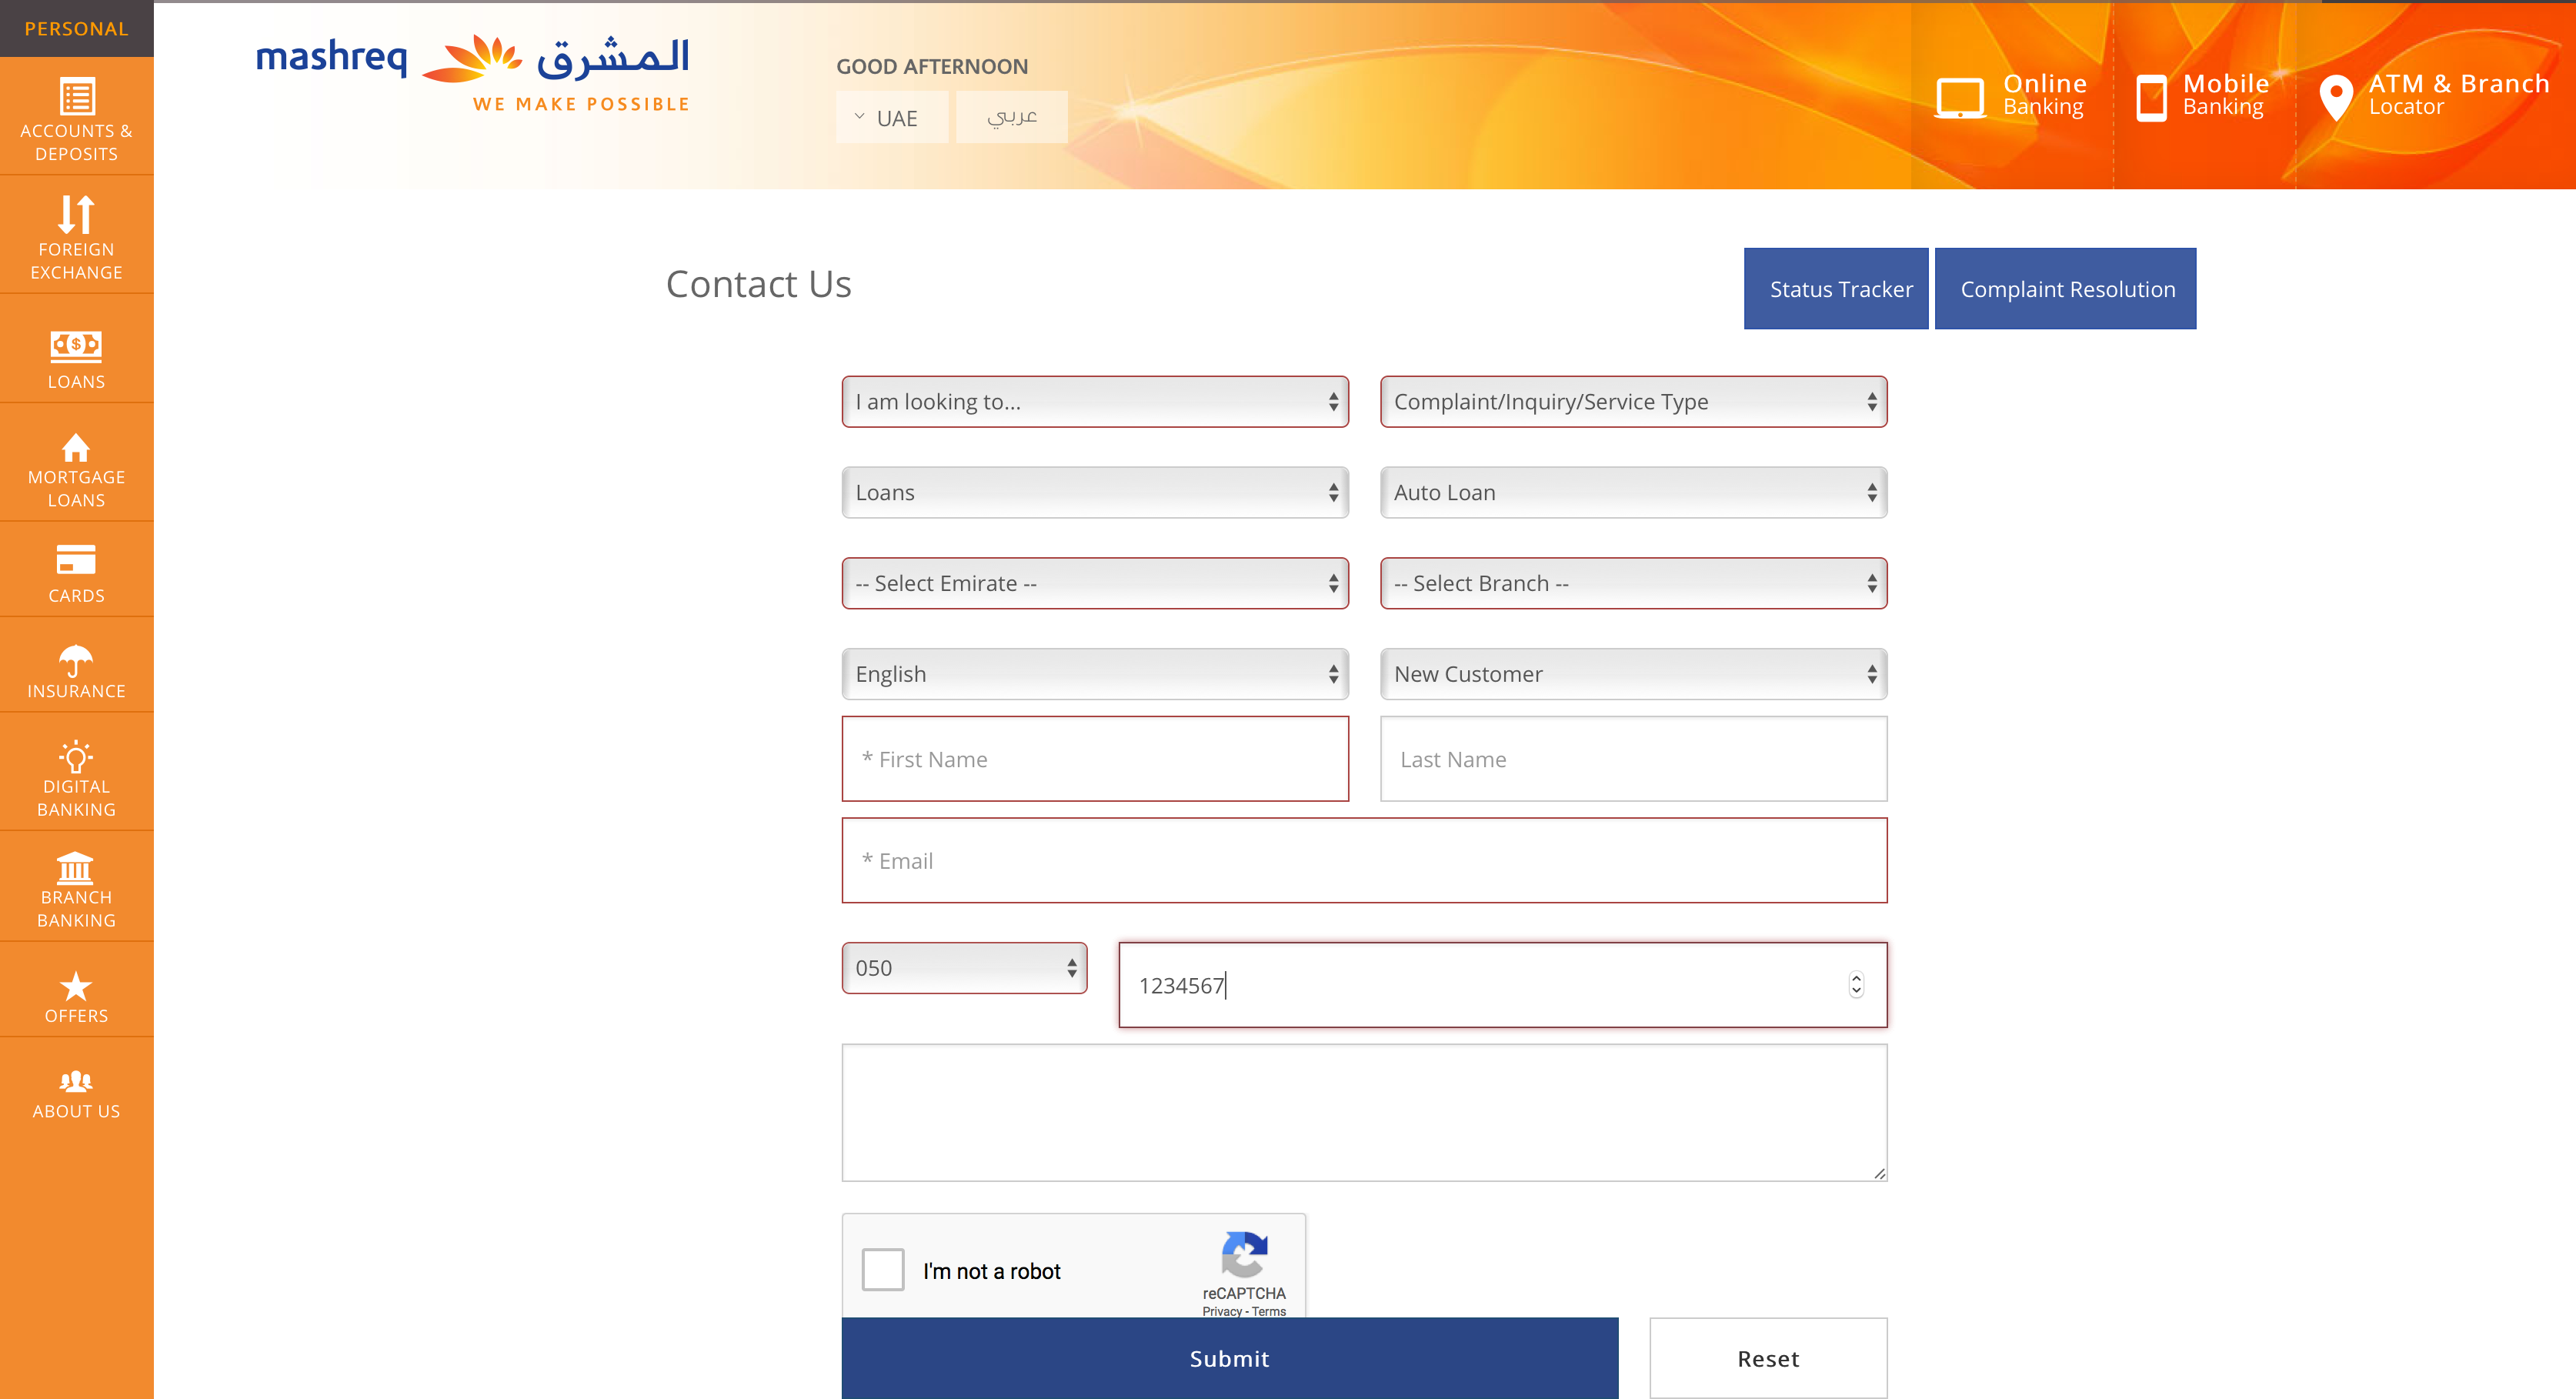 PERSONAL
ACCOUNTS &
DEPOSITS
FOREIGN
EXCHANGE
LOANS
MORTGAGE
LOANS
CARDS
INSURANCE
DIGITAL
BANKING
BRANCH
BANKING
OFFERS
ABOUT US
mashreq المشرق
WE MAKE POSSIBLE
GOOD AFTERNOON
UAE
عربي
Online
Banking
Mobile
Banking
ATM & Branch
Locator
Contact Us
Status Tracker
Complaint Resolution
I am looking to...
Complaint/Inquiry/Service Type
Loans
Auto Loan
-- Select Emirate --
-- Select Branch --
English
New Customer
* First Name
Last Name
* Email
050
1234567
I'm not a robot
reCAPTCHA
Privacy - Terms
Submit
Reset